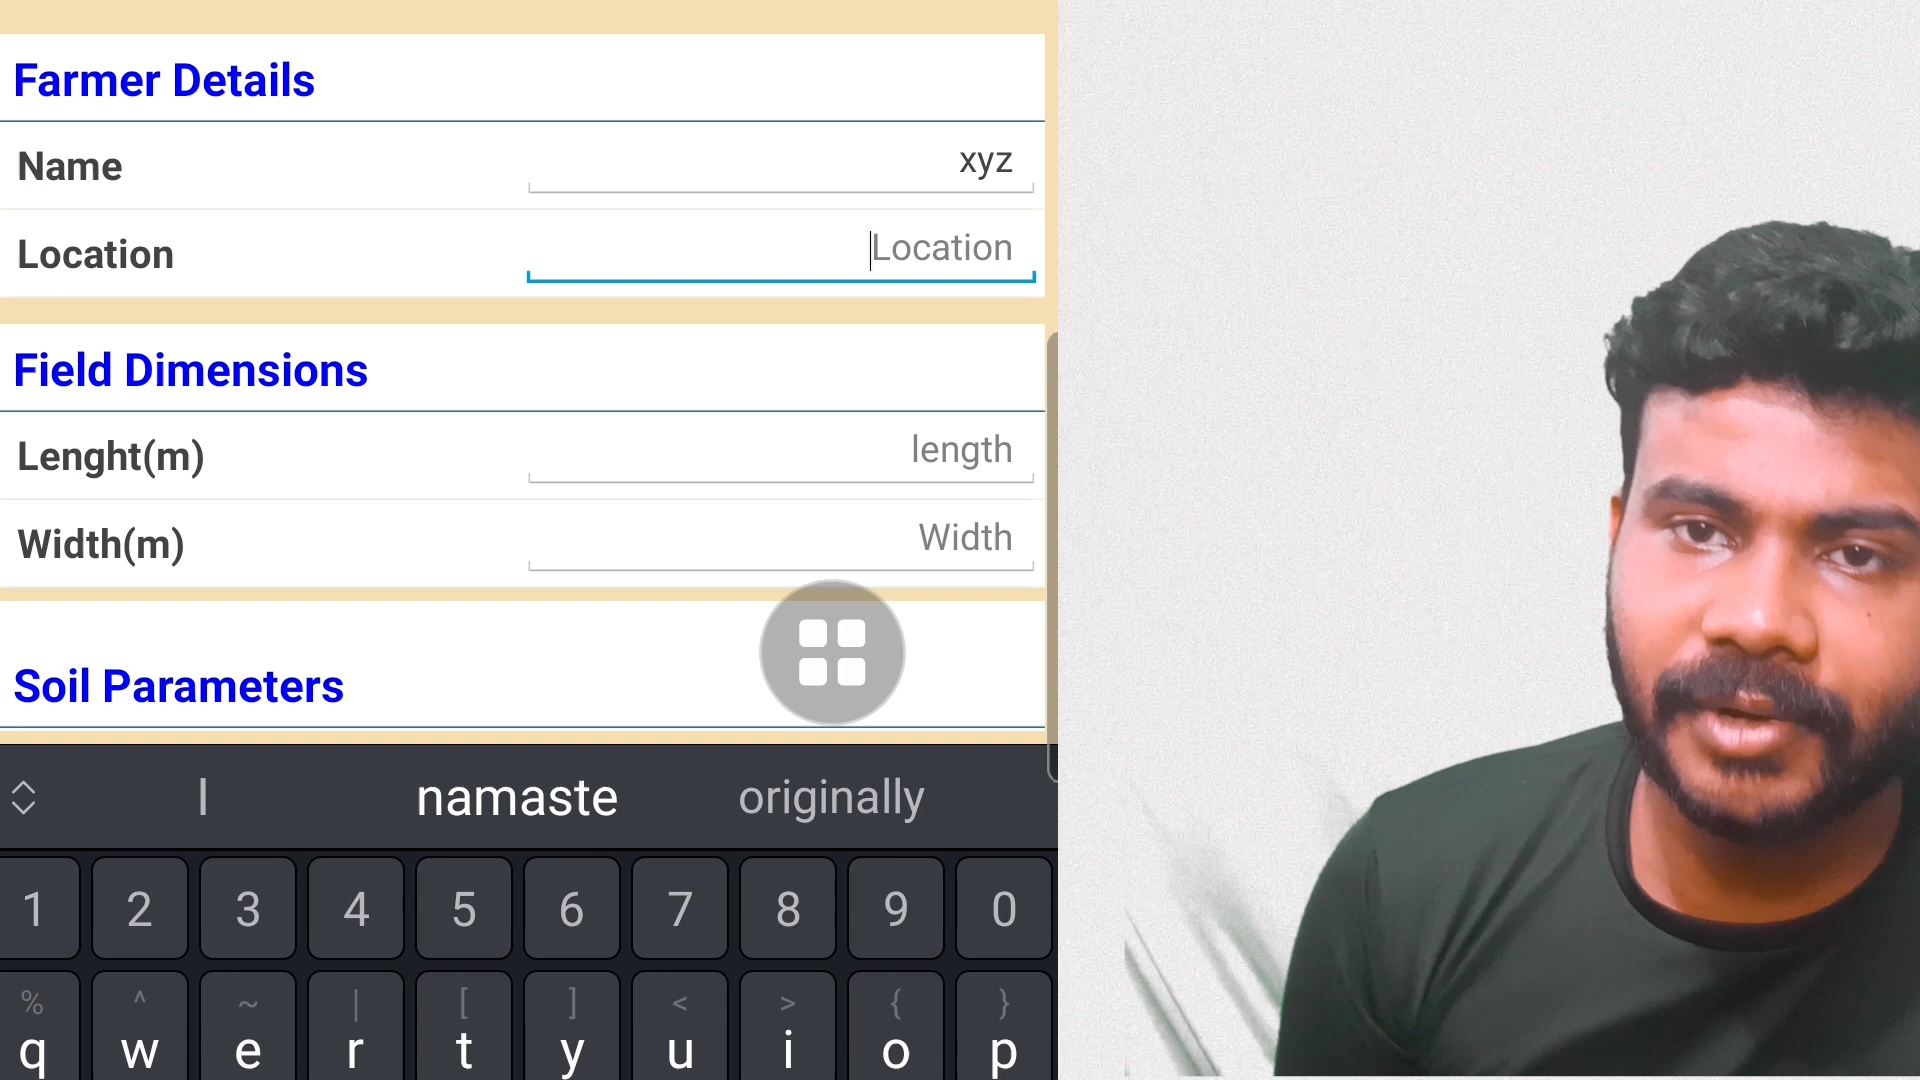 Farmer Details
Name xyz
Location Location
Field Dimensions
Lenght(m) length
Width(m) Width
Soil Parameters
l namaste originally
1 2 3 4 5 6 7 8 9 0
% ^ ~ | [ ] < > { }
q w e r t y u i o p